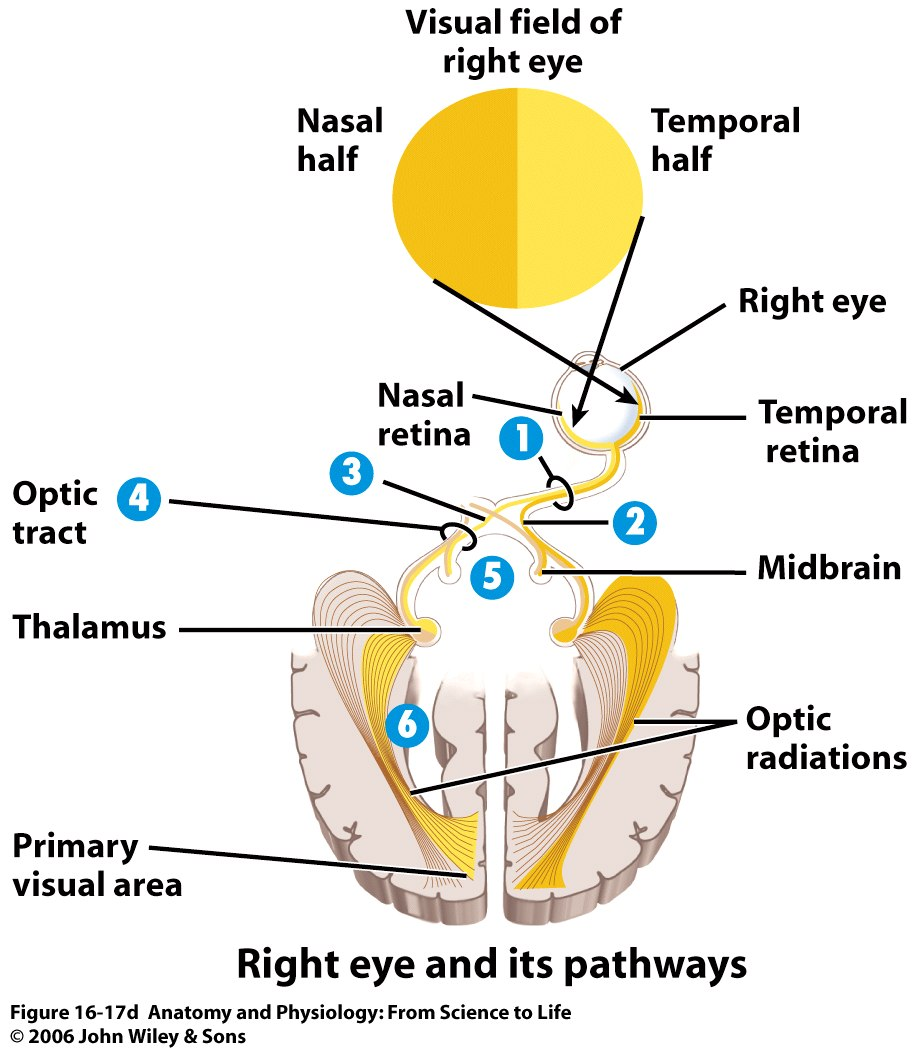 Visual field of
right eye
Nasal
half
Temporal
half
Right eye
Nasal
retina
1
Temporal
retina
3
Optic
tract
4
2
5
Midbrain
Thalamus
6
Optic
radiations
Primary
visual area
Right eye and its pathways
Figure 16-17d Anatomy and Physiology: From Science to Life
© 2006 John Wiley & Sons